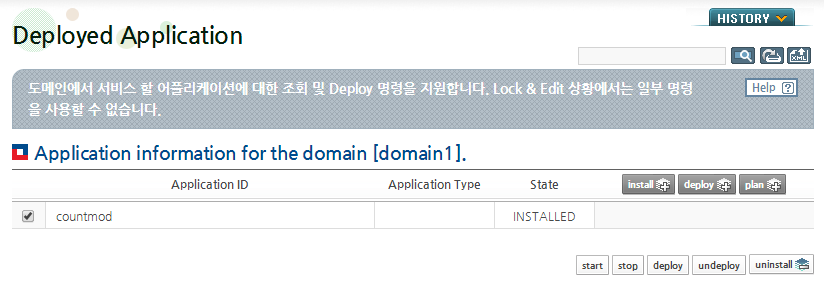 HISTORY
Deployed Application
XML
도메인에서 서비스 할 어플리케이션에 대한 조회 및 Deploy 명령을 지원합니다. Lock & Edit 상황에서는 일부 명령
을 사용할 수 없습니다.
Help ?
Application information for the domain [domain1].
Application ID Application Type State install deploy plan
countmod INSTALLED
start stop deploy undeploy uninstall